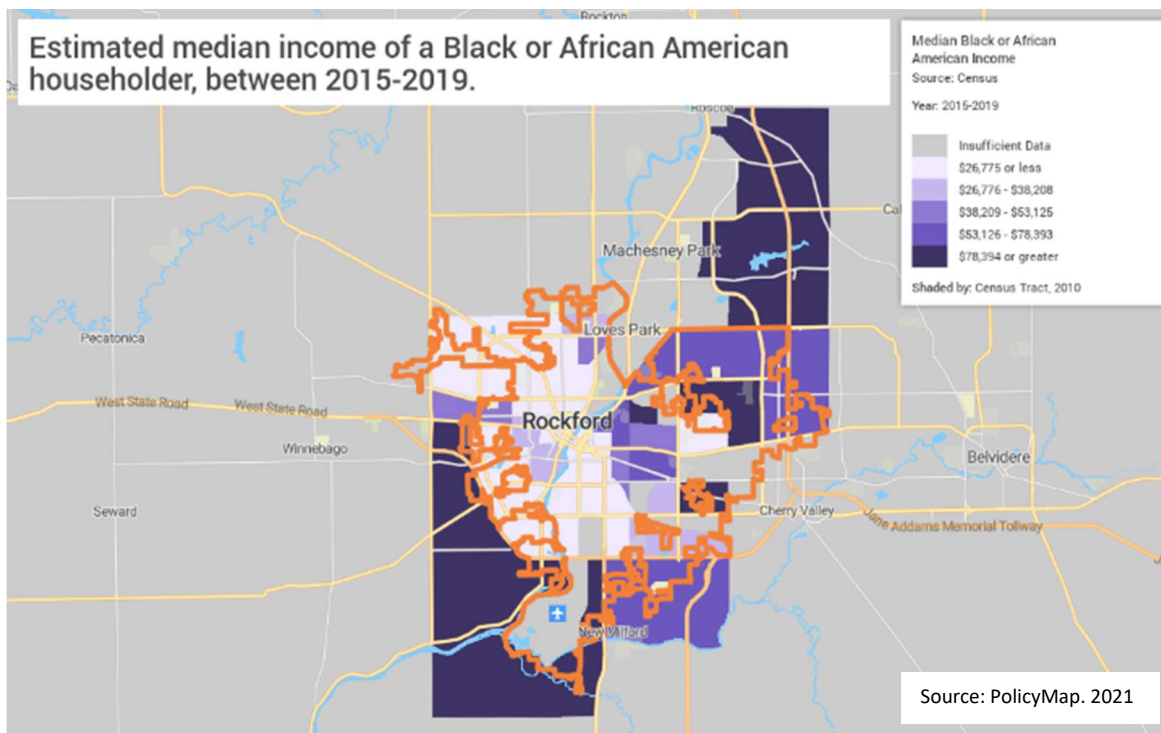 Rockton
Estimated median income of a Black or African American
householder, between 2015-2019.
Median Black or African
American Income
Source: Census
Year: 2015-2019
Insufficient Data
$26,775 or less
$26,776 - $38,208
$38,209 - $53,125
$53,126 - $78,393
$78,394 or greater
Shaded by: Census Tract, 2010
Roscoe
Cal
Machesney Park
Loves Park
Pecatonica
West State Road
West State Road
Rockford
Winnebago
Belvidere
Seward
Cherry Valley
Jane Addams Memorial Tollway
New Milford
Source: PolicyMap. 2021